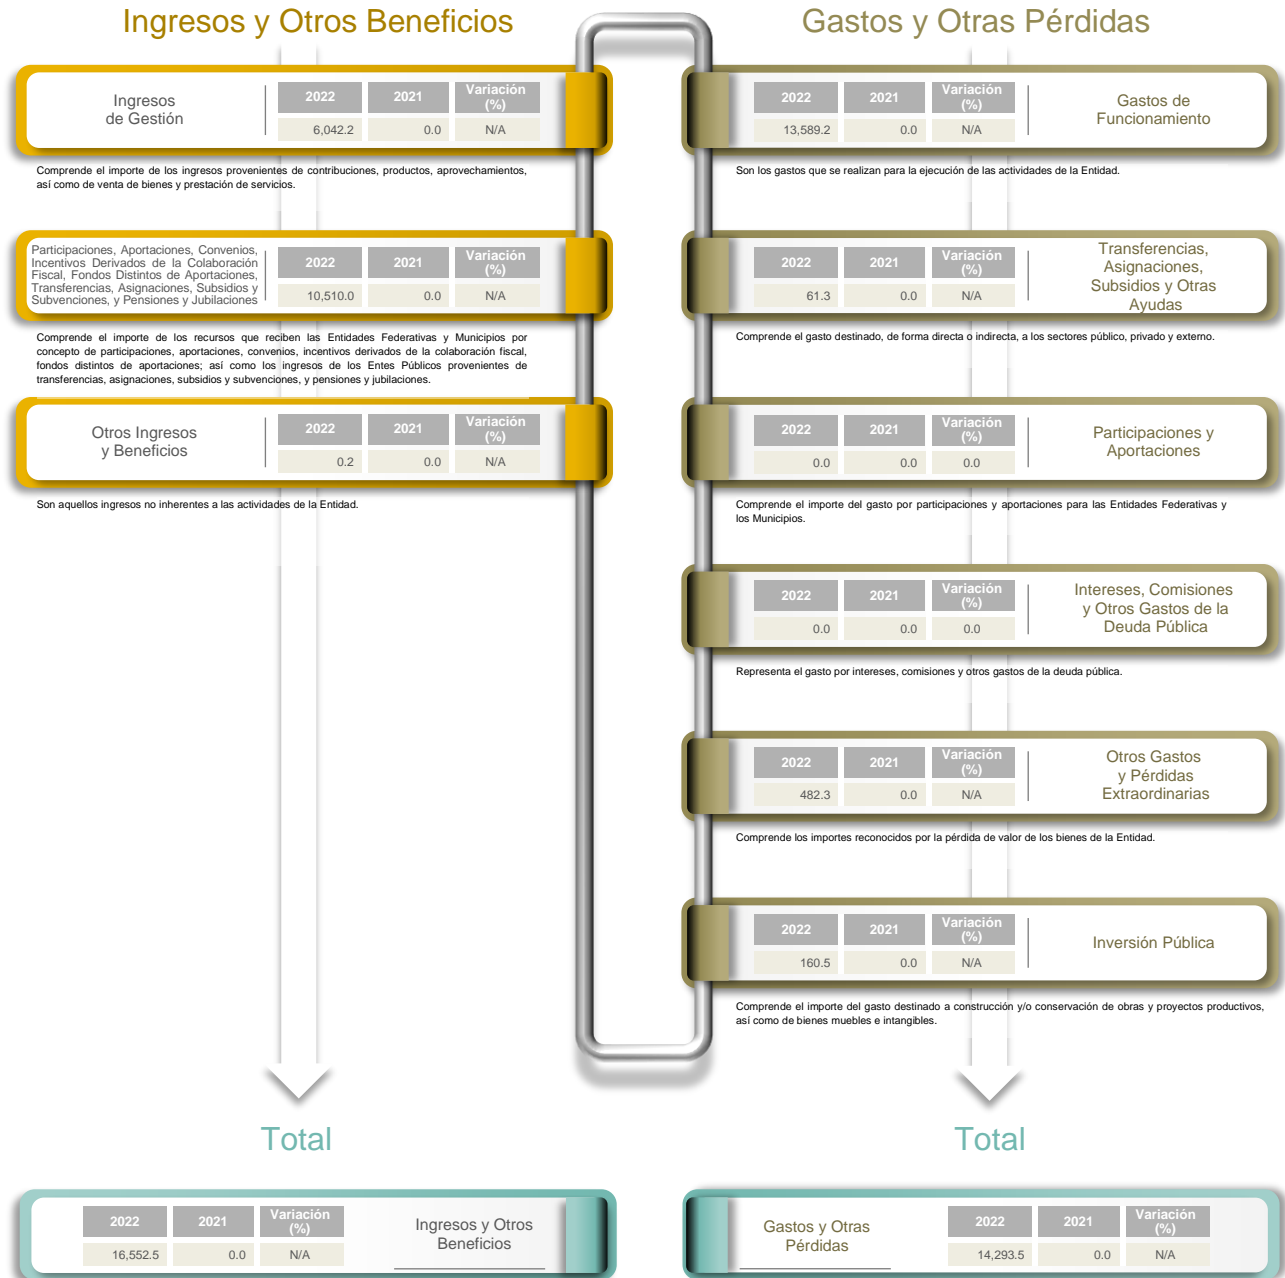 Ingresos y Otros Beneficios
Ingresos
de Gestión
2022 2021 Variación
(%)
6,042.2 0.0 N/A
Comprende el importe de los ingresos provenientes de contribuciones, productos, aprovechamientos,
así como de venta de bienes y prestación de servicios.
Participaciones, Aportaciones, Convenios,
Incentivos Derivados de la Colaboración
Fiscal, Fondos Distintos de Aportaciones,
Transferencias, Asignaciones, Subsidios y
Subvenciones, y Pensiones y Jubilaciones
2022 2021 Variación
(%)
10,510.0 0.0 N/A
Comprende el importe de los recursos que reciben las Entidades Federativas y Municipios por
concepto de participaciones, aportaciones, convenios, incentivos derivados de la colaboración fiscal,
fondos distintos de aportaciones; así como los ingresos de los Entes Públicos provenientes de
transferencias, asignaciones, subsidios y subvenciones, y pensiones y jubilaciones.
Otros Ingresos
y Beneficios
2022 2021 Variación
(%)
0.2 0.0 N/A
Son aquellos ingresos no inherentes a las actividades de la Entidad.
Total
2022 2021 Variación
(%)
16,552.5 0.0 N/A
Ingresos y Otros
Beneficios
Gastos y Otras Pérdidas
2022 2021 Variación
(%)
13,589.2 0.0 N/A
Gastos de
Funcionamiento
Son los gastos que se realizan para la ejecución de las actividades de la Entidad.
2022 2021 Variación
(%)
61.3 0.0 N/A
Transferencias,
Asignaciones,
Subsidios y Otras
Ayudas
Comprende el gasto destinado, de forma directa o indirecta, a los sectores público, privado y externo.
2022 2021 Variación
(%)
0.0 0.0 0.0
Participaciones y
Aportaciones
Comprende el importe del gasto por participaciones y aportaciones para las Entidades Federativas y
los Municipios.
2022 2021 Variación
(%)
0.0 0.0 0.0
Intereses, Comisiones
y Otros Gastos de la
Deuda Pública
Representa el gasto por intereses, comisiones y otros gastos de la deuda pública.
2022 2021 Variación
(%)
482.3 0.0 N/A
Otros Gastos
y Pérdidas
Extraordinarias
Comprende los importes reconocidos por la pérdida de valor de los bienes de la Entidad.
2022 2021 Variación
(%)
160.5 0.0 N/A
Inversión Pública
Comprende el importe del gasto destinado a construcción y/o conservación de obras y proyectos productivos,
así como de bienes muebles e intangibles.
Total
Gastos y Otras
Pérdidas
2022 2021 Variación
(%)
14,293.5 0.0 N/A